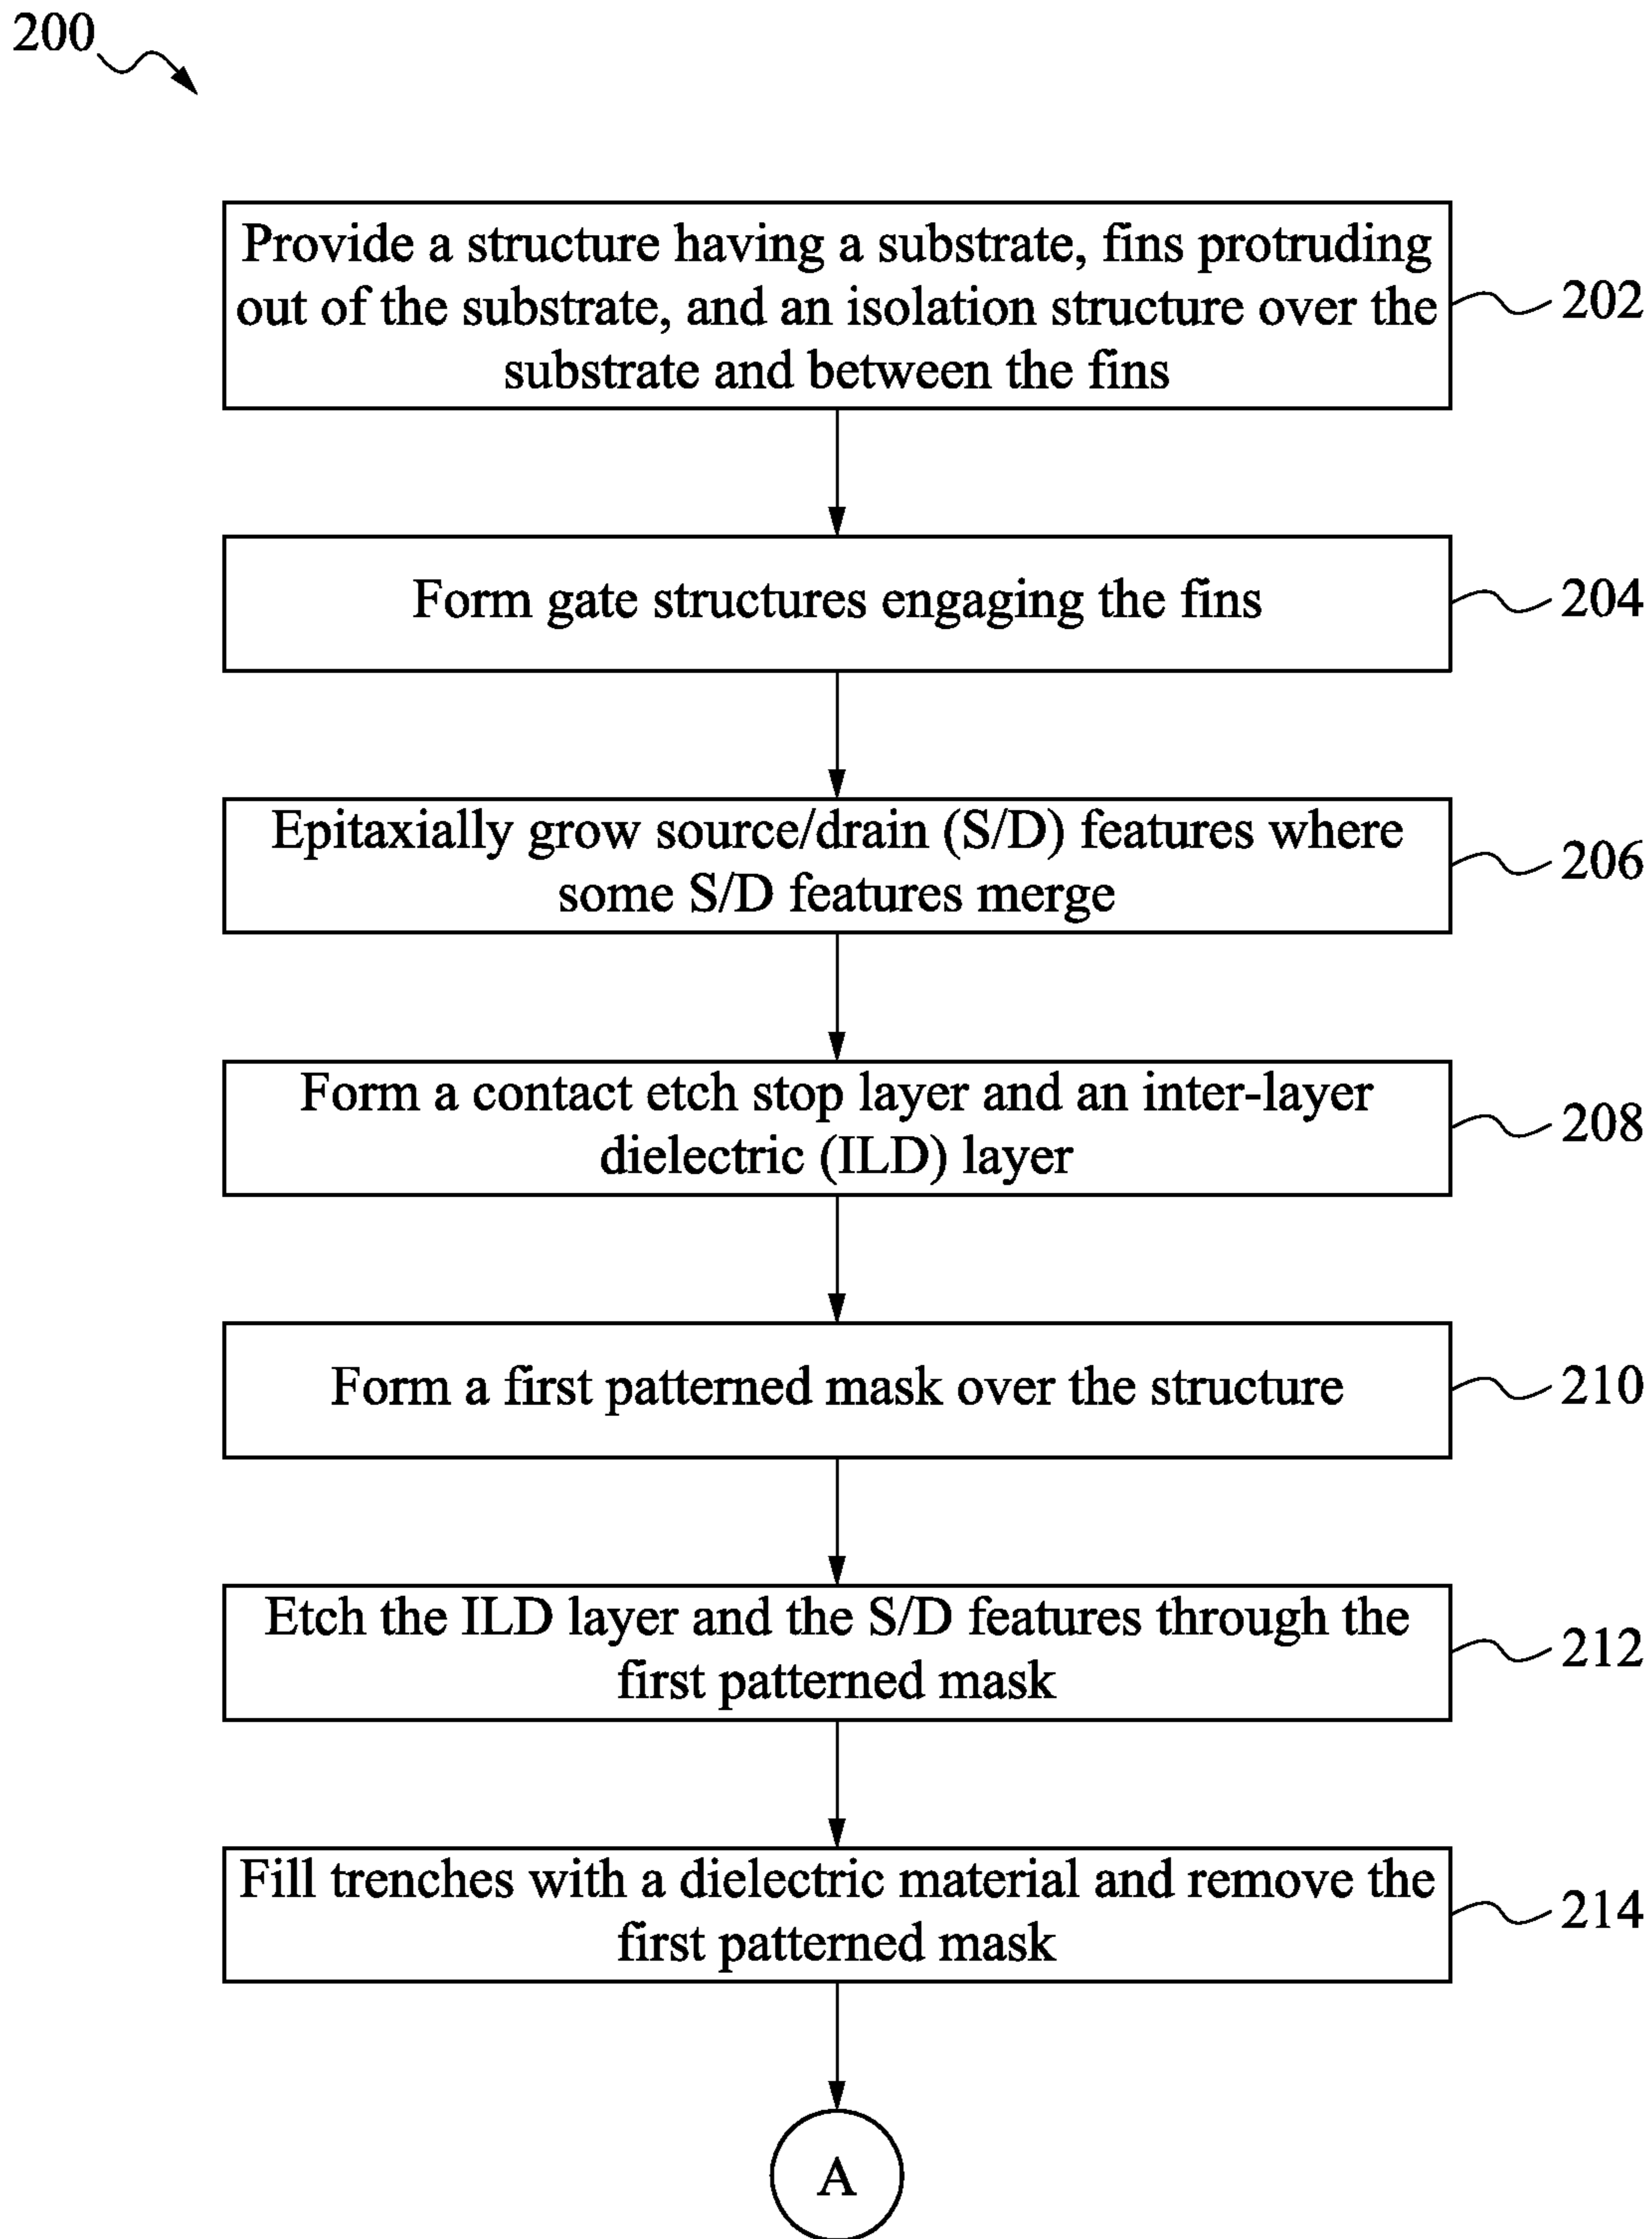 200
Provide a structure having a substrate, fins protruding
out of the substrate, and an isolation structure over the
substrate and between the fins
202
Form gate structures engaging the fins
204
Epitaxially grow source/drain (S/D) features where
some S/D features merge
206
Form a contact etch stop layer and an inter-layer
dielectric (ILD) layer
208
Form a first patterned mask over the structure
210
Etch the ILD layer and the S/D features through the
first patterned mask
212
Fill trenches with a dielectric material and remove the
first patterned mask
214
A